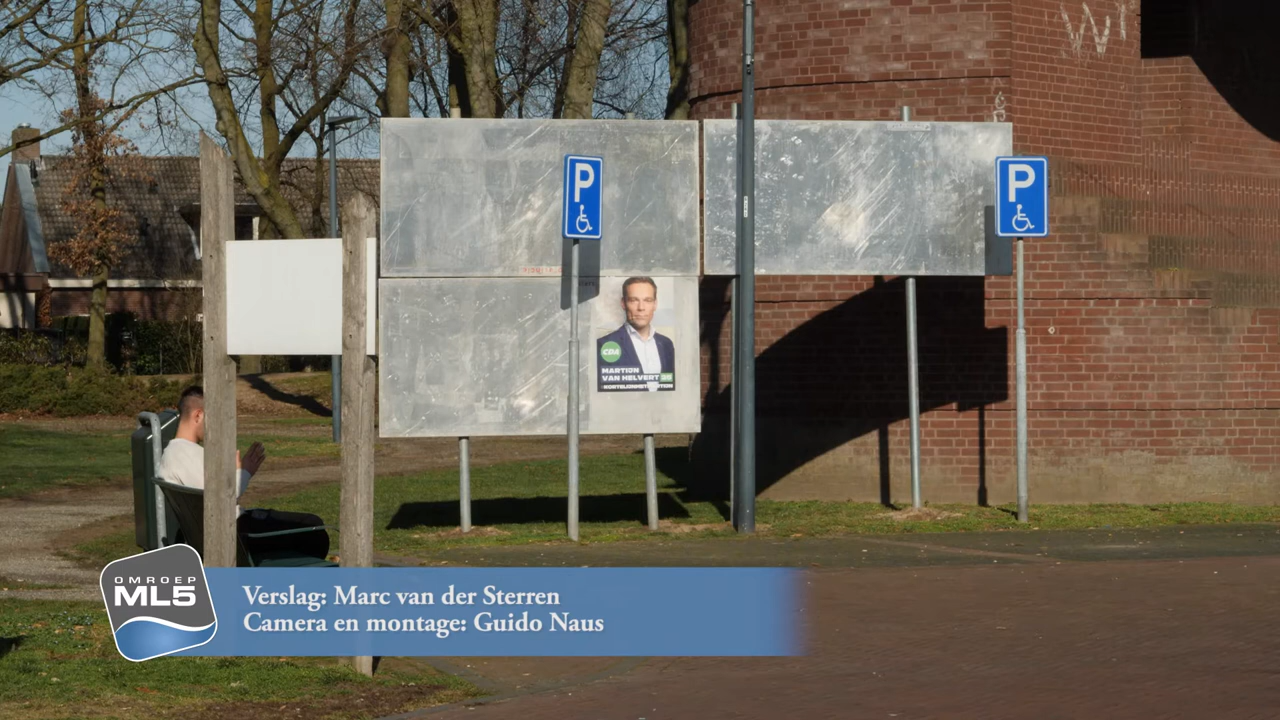 P
P
CDA
MARTIJN
VAN HELVERT
OMROEP
ML5
Verslag: Marc van der Sterren
Camera en montage: Guido Naus